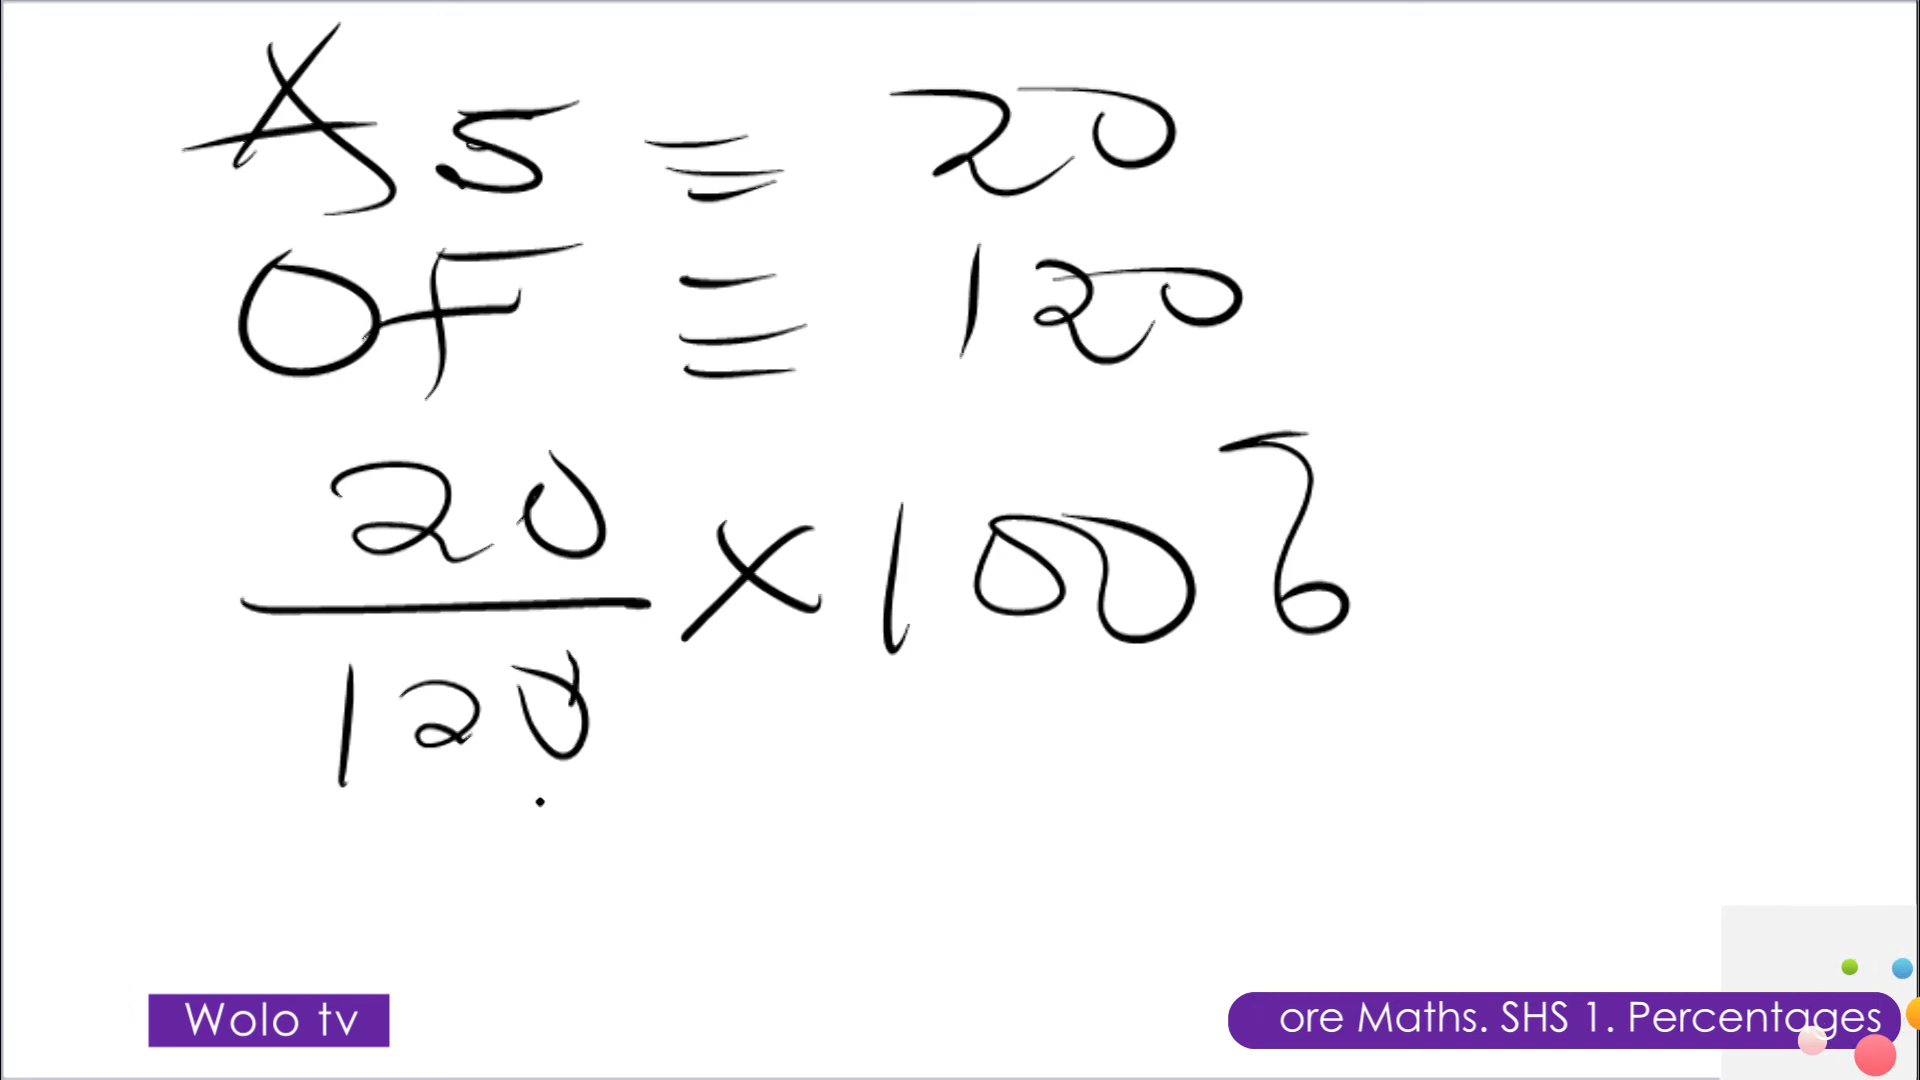 AS ≡ 20
OF ≡ 120
20
120
× 100%
Wolo tv
ore Maths. SHS 1. Percentages